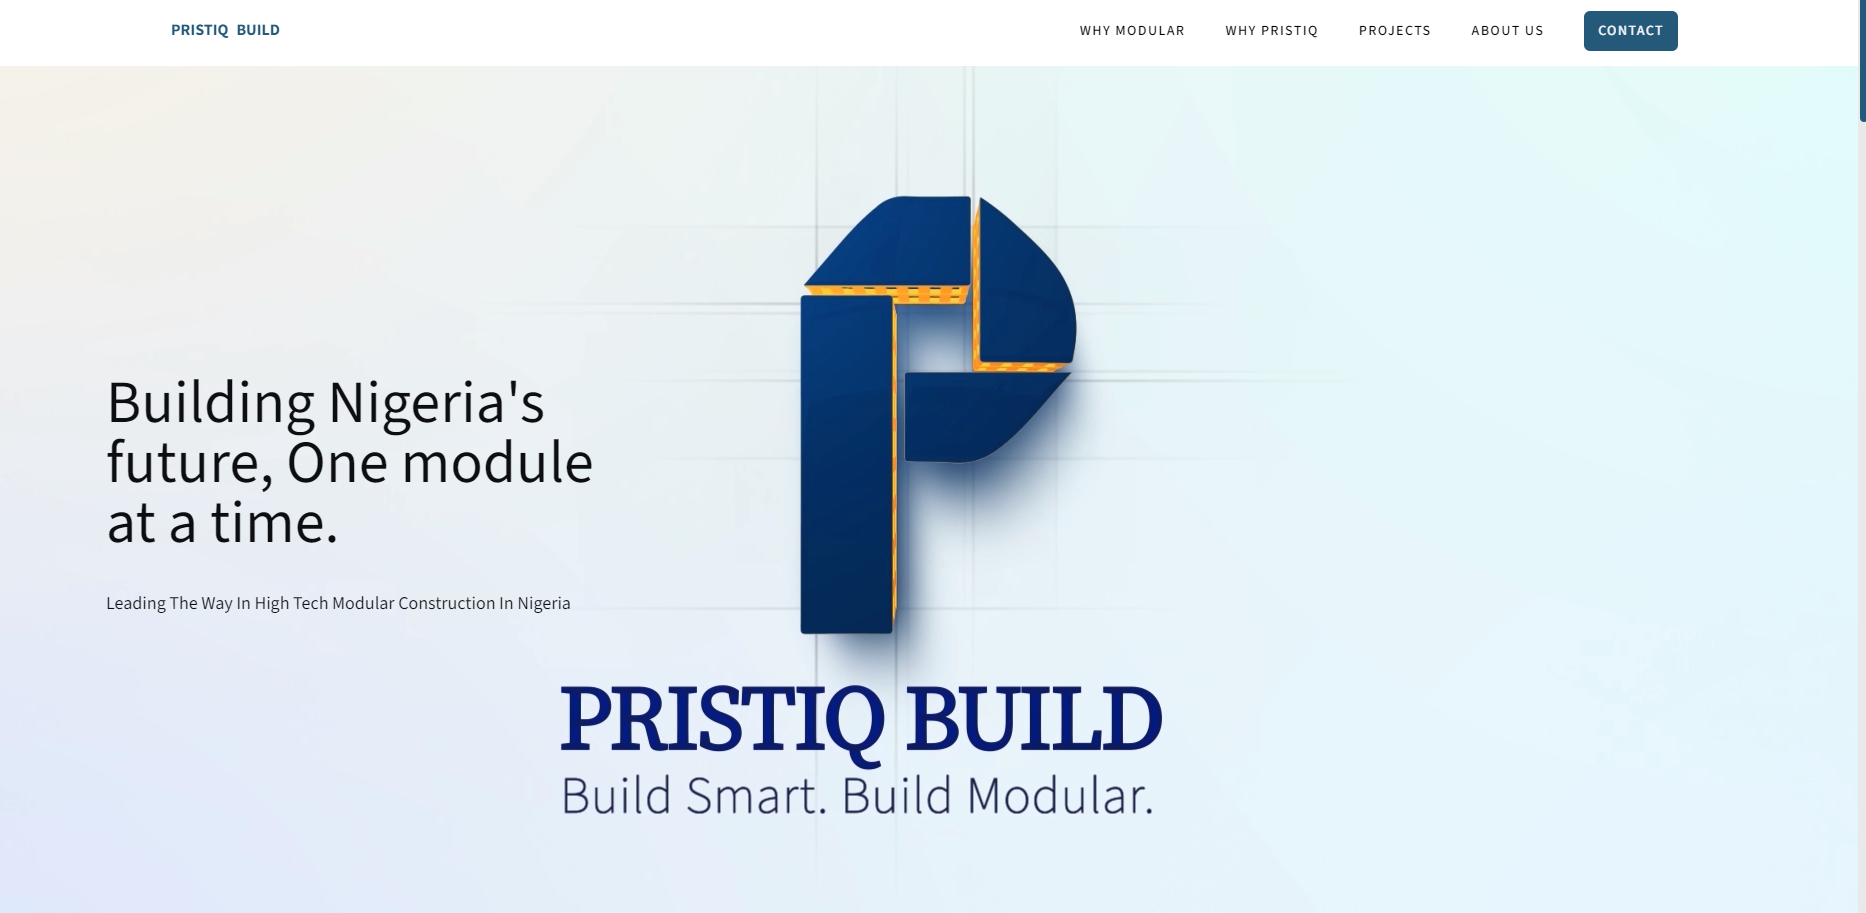 PRISTIQ BUILD
WHY MODULAR
WHY PRISTIQ
PROJECTS
ABOUT US
CONTACT
Building Nigeria's
future, One module
at a time.
Leading The Way In High Tech Modular Construction In Nigeria
PRISTIQ BUILD
Build Smart. Build Modular.